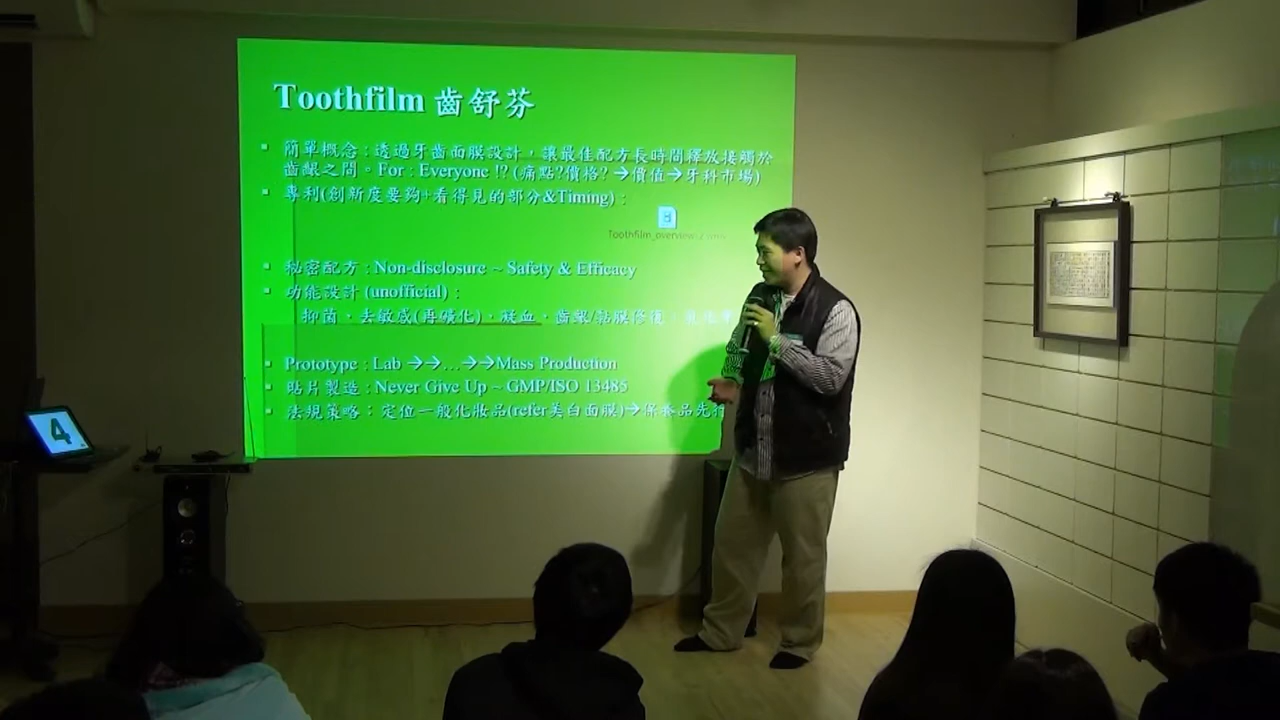 Toothfilm 齒舒芬
簡單概念：透過牙齒面膜設計，讓最佳配方長時間釋放接觸於
齒齦之間。For : Everyone !? (痛點?價格? →價值→牙科市場)
專利(創新度要夠+看得見的部分&Timing)：
秘密配方 : Non-disclosure ~ Safety & Efficacy
功能設計 (unofficial)：
抑菌、去敏感(再礦化)、凝血、齒齦/黏膜修復、
Prototype : Lab →→…→→Mass Production
貼片製造 : Never Give Up ~ GMP/ISO 13485
法規策略：定位一般化妝品(refer美白面膜)→保養品先行
4